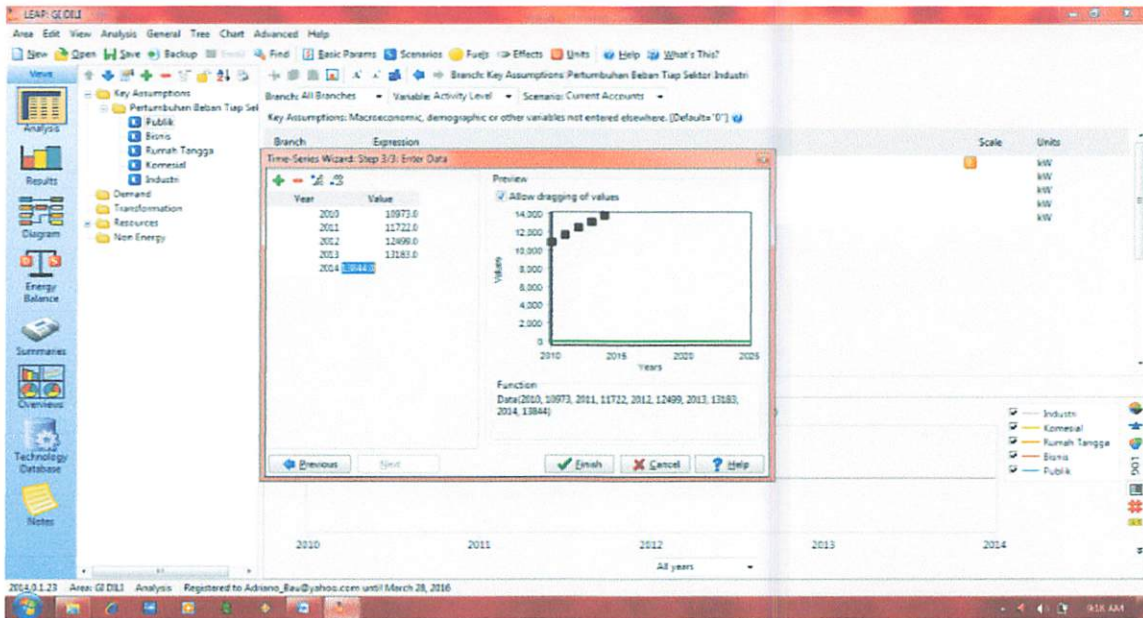 LEAP: GI DILI
Area Edit View Analysis General Tree Chart Advanced Help
New Open Save Backup Email Find Basic Params Scenarios Fuels Effects Units Help What's This?
Views
Analysis
Results
Diagram
Energy Balance
Summaries
Overviews
Technology Database
Notes
Key Assumptions
Pertumbuhan Beban Tiap Sek
Publik
Bisnis
Rumah Tangga
Komesial
Industri
Demand
Transformation
Resources
Non Energy
Branch: Key Assumptions\Pertumbuhan Beban Tiap Sektor\Industri
Branch: All Branches Variable: Activity Level Scenario: Current Accounts
Key Assumptions: Macroeconomic, demographic or other variables not entered elsewhere. [Default= "0"]
Branch Expression Scale Units
kW
kW
kW
kW
kW
Time-Series Wizard: Step 3/3: Enter Data
Year Value
2010 10973.0
2011 11722.0
2012 12499.0
2013 13183.0
2014 13844.0
Preview
Allow dragging of values
14,000
12,000
10,000
8,000
6,000
4,000
2,000
0
Values
2010 2015 2020 2025
Years
Function
Data(2010, 10973, 2011, 11722, 2012, 12499, 2013, 13183,
2014, 13844)
Previous Next Finish Cancel Help
Industri
Komesial
Rumah Tangga
Bisnis
Publik
2010 2011 2012 2013 2014
All years
2014.0.1.23 Area: GI DILI Analysis Registered to Adriano_Bau@yahoo.com until March 28, 2016
9:18 AM